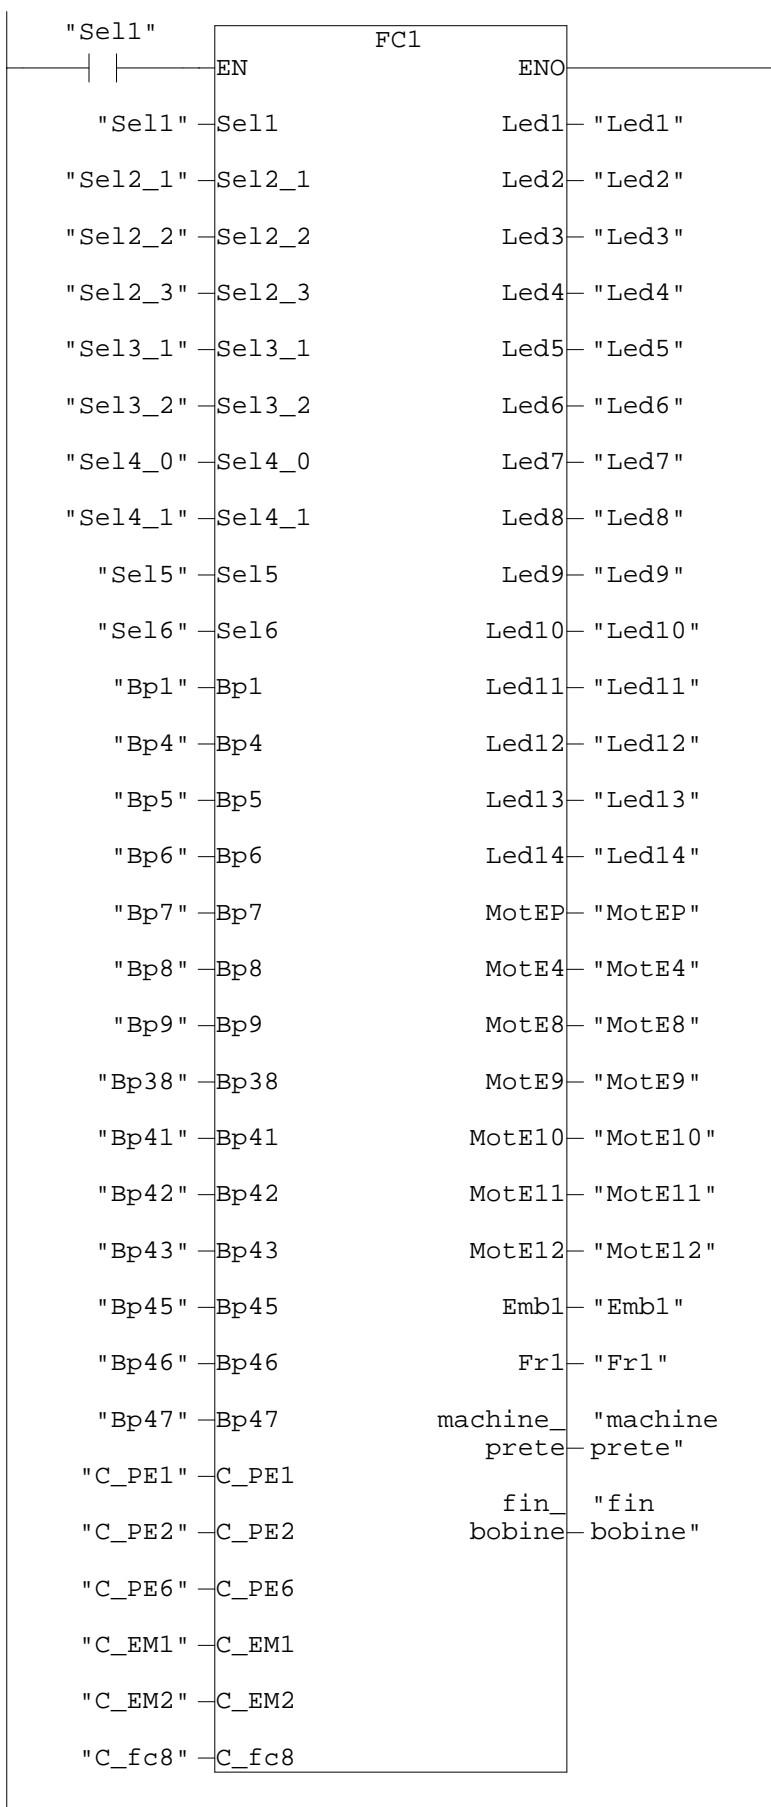 "Sel1"
FC1
EN ENO
"Sel1" Sel1 Led1 "Led1"
"Sel2_1" Sel2_1 Led2 "Led2"
"Sel2_2" Sel2_2 Led3 "Led3"
"Sel2_3" Sel2_3 Led4 "Led4"
"Sel3_1" Sel3_1 Led5 "Led5"
"Sel3_2" Sel3_2 Led6 "Led6"
"Sel4_0" Sel4_0 Led7 "Led7"
"Sel4_1" Sel4_1 Led8 "Led8"
"Sel5" Sel5 Led9 "Led9"
"Sel6" Sel6 Led10 "Led10"
"Bp1" Bp1 Led11 "Led11"
"Bp4" Bp4 Led12 "Led12"
"Bp5" Bp5 Led13 "Led13"
"Bp6" Bp6 Led14 "Led14"
"Bp7" Bp7 MotEP "MotEP"
"Bp8" Bp8 MotE4 "MotE4"
"Bp9" Bp9 MotE8 "MotE8"
"Bp38" Bp38 MotE9 "MotE9"
"Bp41" Bp41 MotE10 "MotE10"
"Bp42" Bp42 MotE11 "MotE11"
"Bp43" Bp43 MotE12 "MotE12"
"Bp45" Bp45 Emb1 "Emb1"
"Bp46" Bp46 Fr1 "Fr1"
"Bp47" Bp47 machine_ "machine
prete prete"
"C_PE1" C_PE1
fin_ "fin
"C_PE2" C_PE2 bobine bobine"
"C_PE6" C_PE6
"C_EM1" C_EM1
"C_EM2" C_EM2
"C_fc8" C_fc8